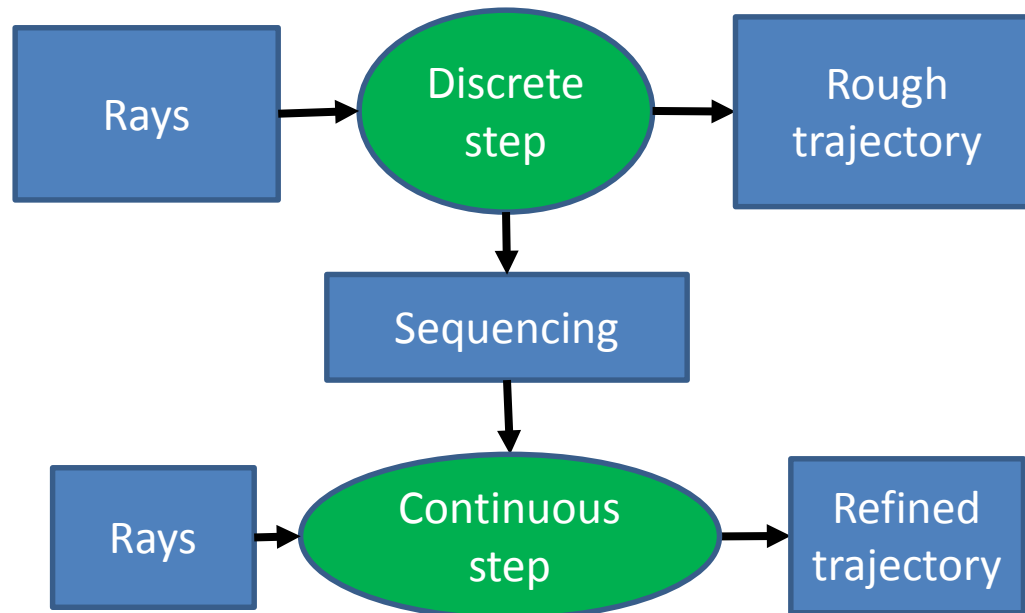 Rays
Discrete
step
Rough
trajectory
Sequencing
Rays
Continuous
step
Refined
trajectory